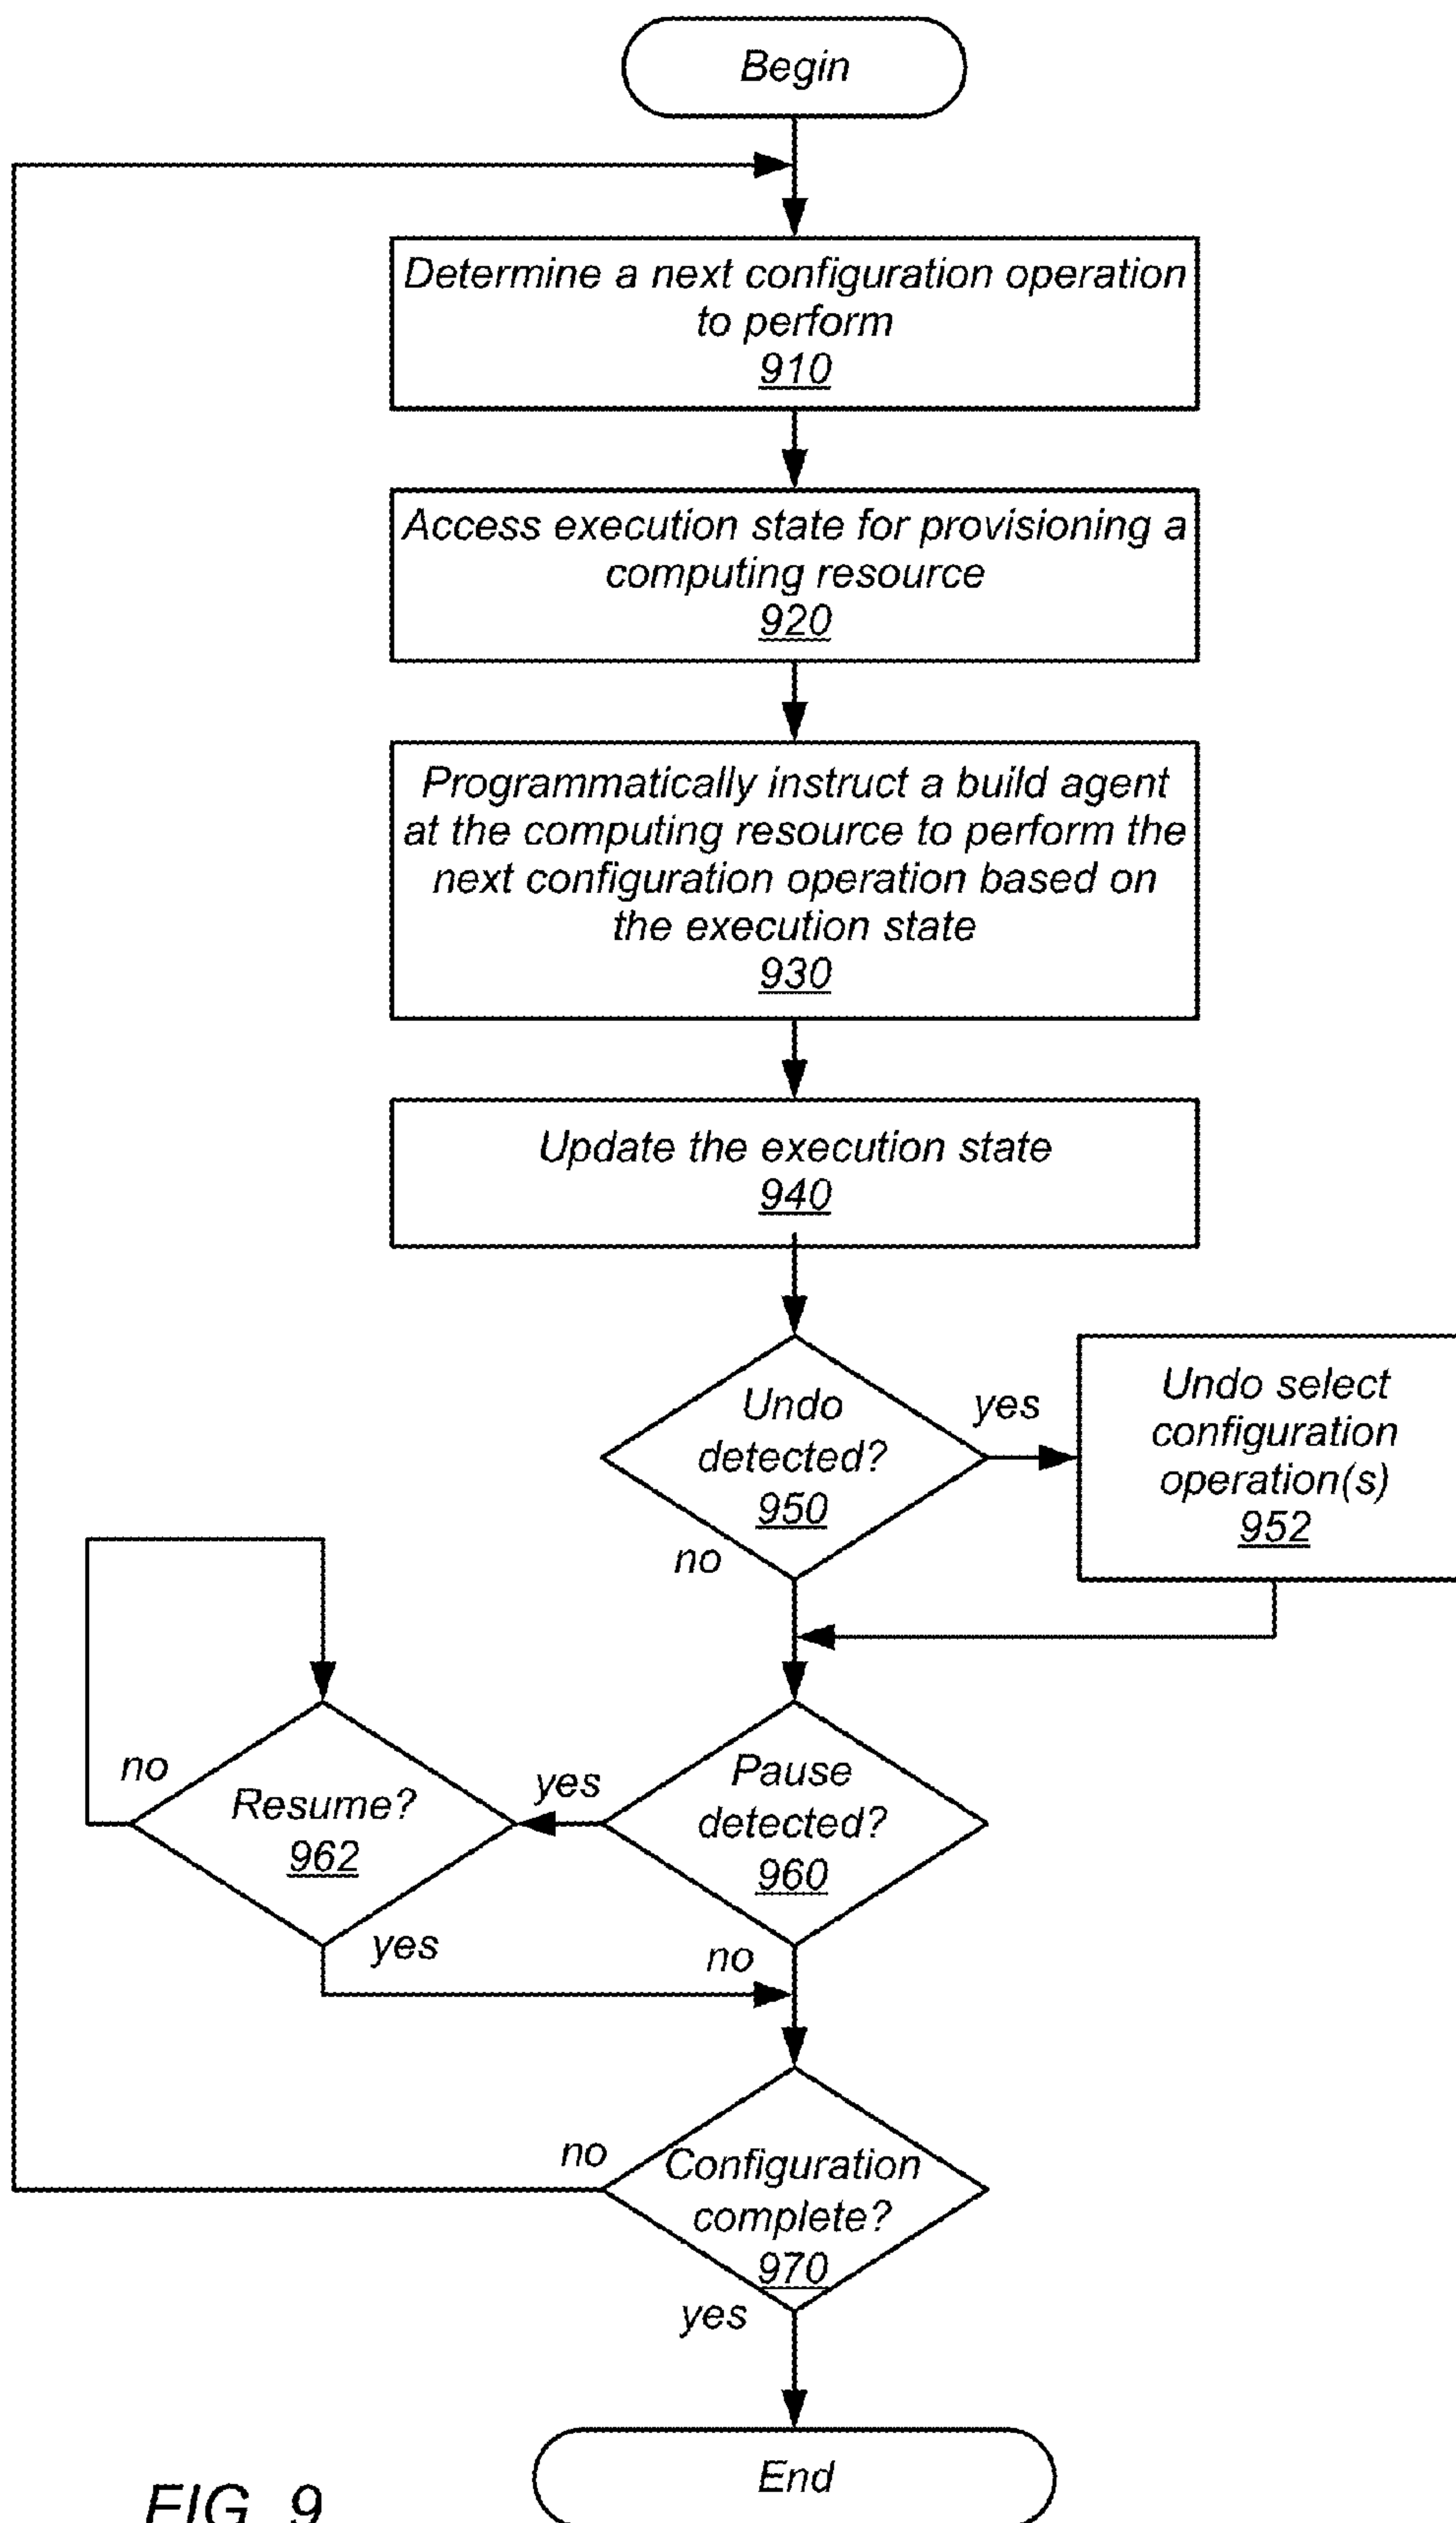 Begin
Determine a next configuration operation
to perform
910
Access execution state for provisioning a
computing resource
920
Programmatically instruct a build agent
at the computing resource to perform the
next configuration operation based on
the execution state
930
Update the execution state
940
Undo
detected?
950
yes
no
Undo select
configuration
operation(s)
952
Pause
detected?
960
yes
no
Resume?
962
no
yes
Configuration
complete?
970
no
yes
End
FIG. 9